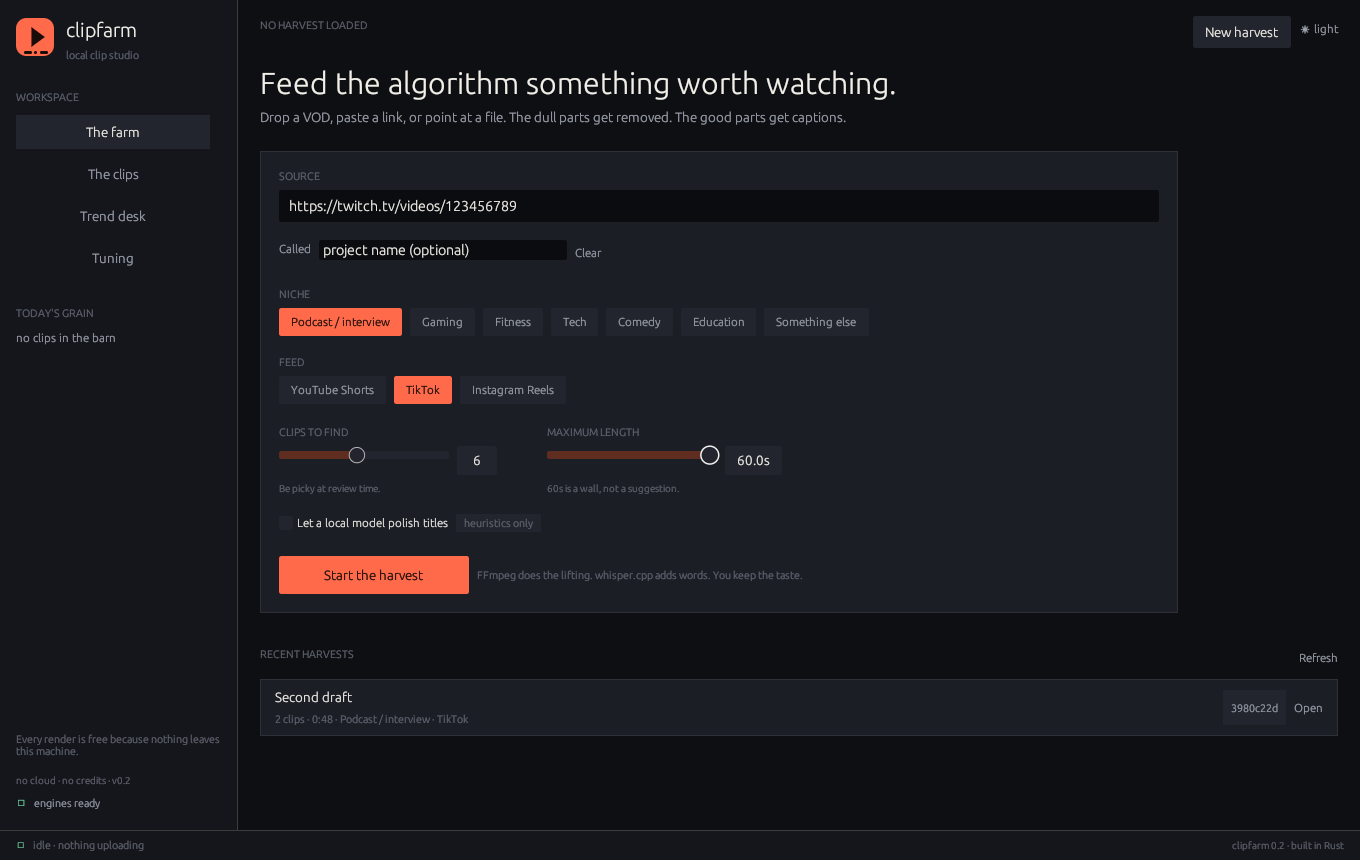 clipfarm
local clip studio
WORKSPACE
The farm
The clips
Trend desk
Tuning
TODAY'S GRAIN
no clips in the barn
Every render is free because nothing leaves
this machine.
no cloud · no credits · v0.2
engines ready
NO HARVEST LOADED
New harvest
light
Feed the algorithm something worth watching.
Drop a VOD, paste a link, or point at a file. The dull parts get removed. The good parts get captions.
SOURCE
https://twitch.tv/videos/123456789
Called project name (optional) Clear
NICHE
Podcast / interview Gaming Fitness Tech Comedy Education Something else
FEED
YouTube Shorts TikTok Instagram Reels
CLIPS TO FIND MAXIMUM LENGTH
6 60.0s
Be picky at review time. 60s is a wall, not a suggestion.
Let a local model polish titles heuristics only
Start the harvest FFmpeg does the lifting. whisper.cpp adds words. You keep the taste.
RECENT HARVESTS Refresh
Second draft
2 clips · 0:48 · Podcast / interview · TikTok
3980c22d Open
idle · nothing uploading clipfarm 0.2 · built in Rust